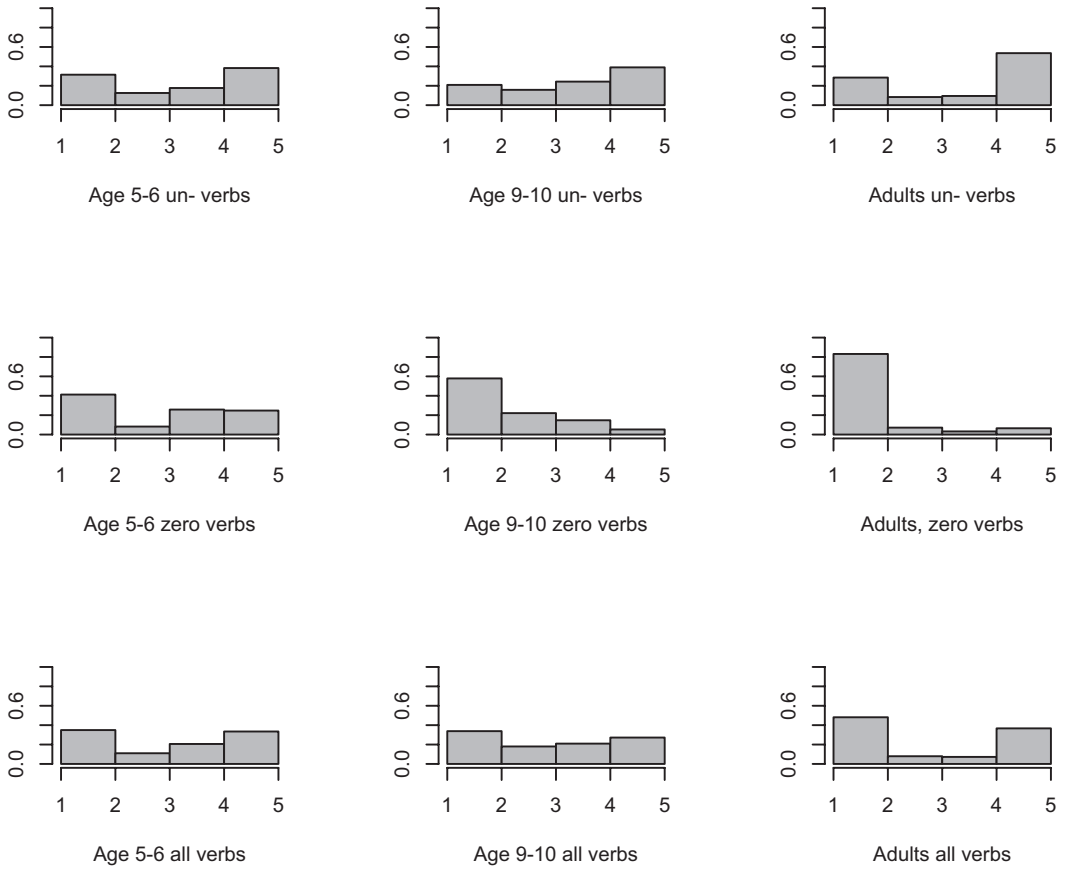 0.0 0.6 0.0 0.6 0.0 0.6
1 2 3 4 5 1 2 3 4 5 1 2 3 4 5
Age 5-6 un- verbs Age 9-10 un- verbs Adults un- verbs
0.0 0.6 0.0 0.6 0.0 0.6
1 2 3 4 5 1 2 3 4 5 1 2 3 4 5
Age 5-6 zero verbs Age 9-10 zero verbs Adults, zero verbs
0.0 0.6 0.0 0.6 0.0 0.6
1 2 3 4 5 1 2 3 4 5 1 2 3 4 5
Age 5-6 all verbs Age 9-10 all verbs Adults all verbs